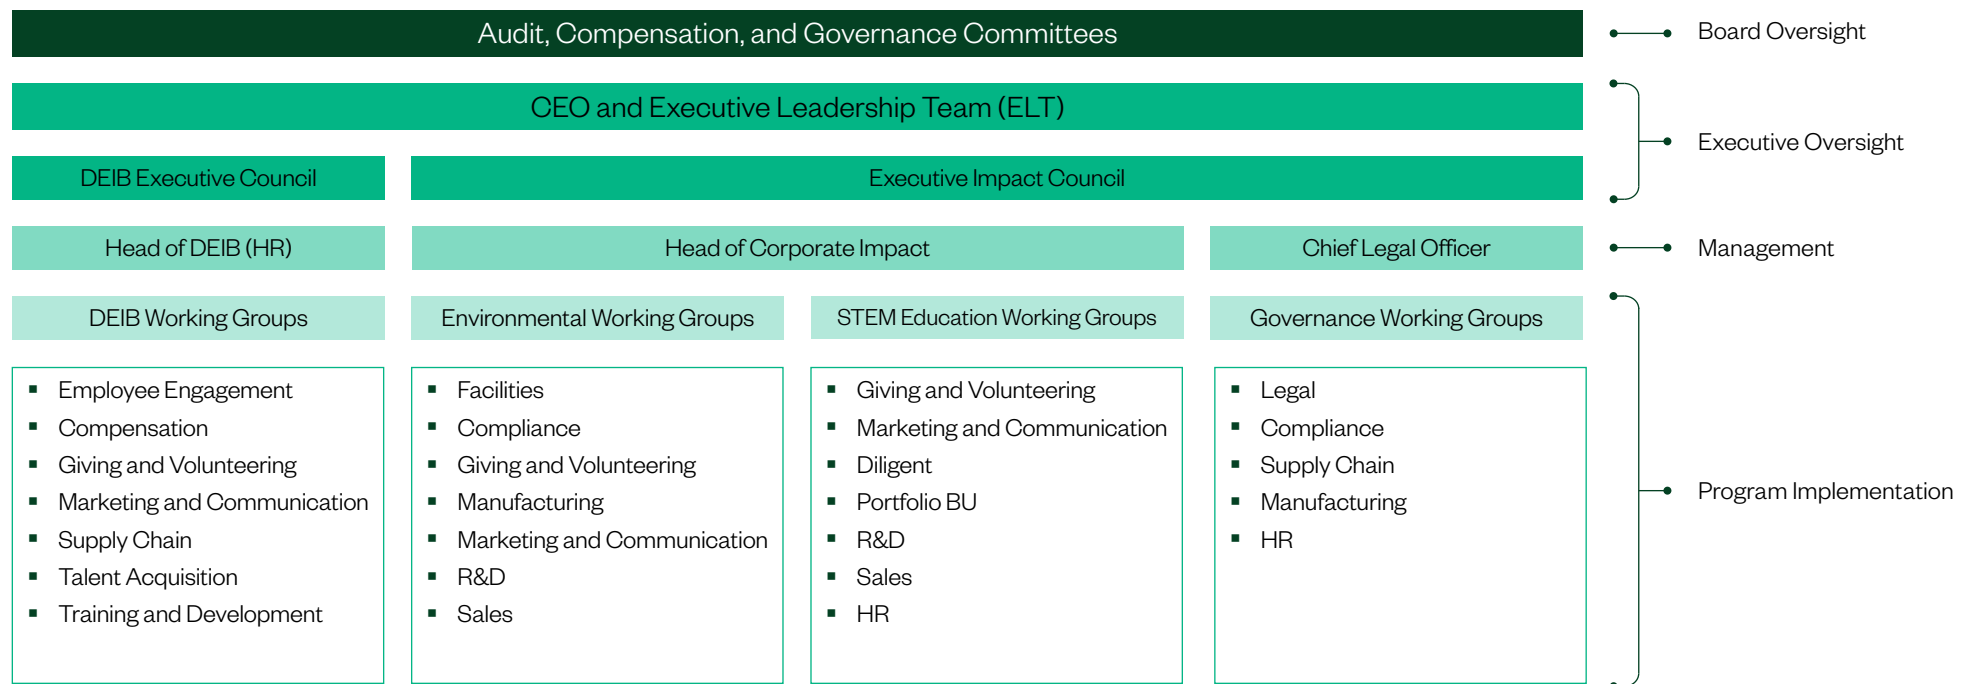 Audit, Compensation, and Governance Committees
Board Oversight
CEO and Executive Leadership Team (ELT)
Executive Oversight
DEIB Executive Council
Executive Impact Council
Head of DEIB (HR)
Head of Corporate Impact
Chief Legal Officer
Management
DEIB Working Groups
Environmental Working Groups
STEM Education Working Groups
Governance Working Groups
Program Implementation
▪ Employee Engagement
▪ Compensation
▪ Giving and Volunteering
▪ Marketing and Communication
▪ Supply Chain
▪ Talent Acquisition
▪ Training and Development
▪ Facilities
▪ Compliance
▪ Giving and Volunteering
▪ Manufacturing
▪ Marketing and Communication
▪ R&D
▪ Sales
▪ Giving and Volunteering
▪ Marketing and Communication
▪ Diligent
▪ Portfolio BU
▪ R&D
▪ Sales
▪ HR
▪ Legal
▪ Compliance
▪ Supply Chain
▪ Manufacturing
▪ HR